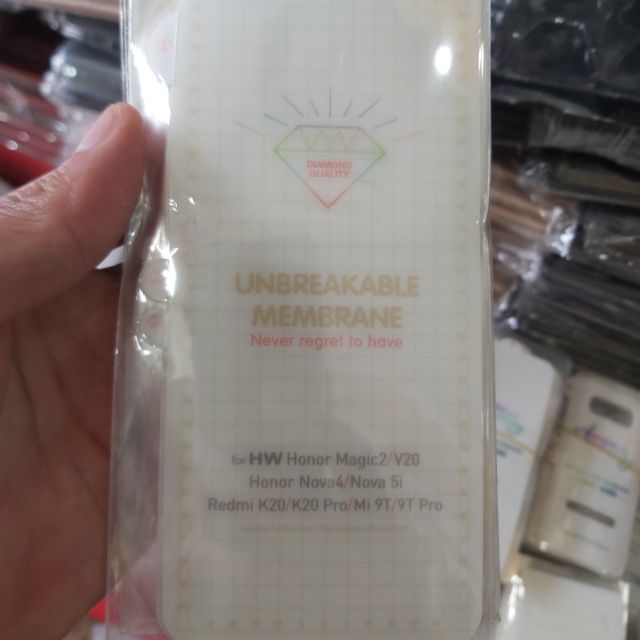 DIAMOND
QUALITY
UNBREAKABLE
MEMBRANE
Never regret to have
for HW Honor Magic2/V20
Honor Nova4/Nova 5i
Redmi K20/K20 Pro/Mi 9T/9T Pro